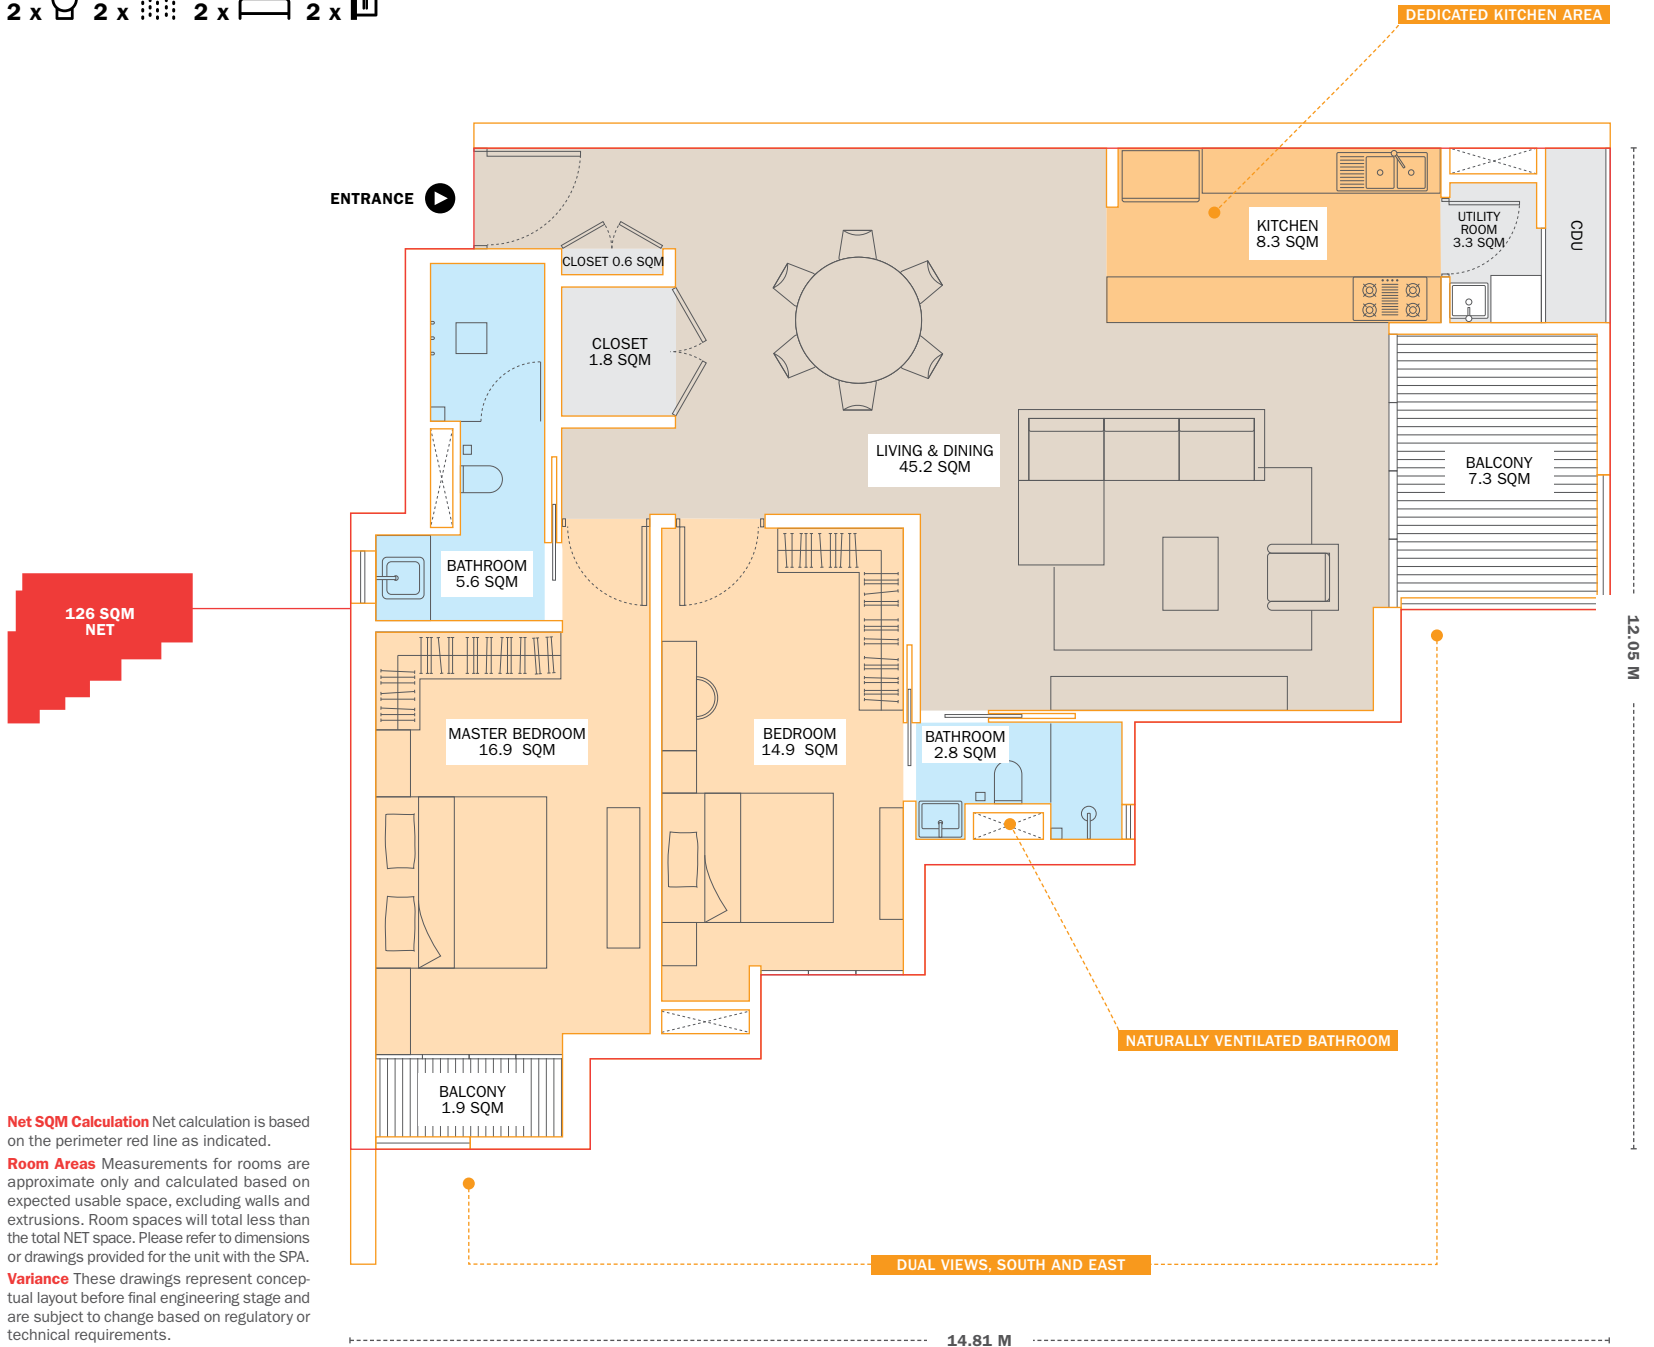 2 x 2 x 2 x 2 x
DEDICATED KITCHEN AREA
ENTRANCE
KITCHEN
8.3 SQM
UTILITY
ROOM
3.3 SQM
CDU
CLOSET 0.6 SQM
CLOSET
1.8 SQM
LIVING & DINING
45.2 SQM
BALCONY
7.3 SQM
BATHROOM
5.6 SQM
126 SQM
NET
12.05 M
MASTER BEDROOM
16.9 SQM
BEDROOM
14.9 SQM
BATHROOM
2.8 SQM
NATURALLY VENTILATED BATHROOM
BALCONY
1.9 SQM
Net SQM Calculation Net calculation is based
on the perimeter red line as indicated.
Room Areas Measurements for rooms are
approximate only and calculated based on
expected usable space, excluding walls and
extrusions. Room spaces will total less than
the total NET space. Please refer to dimensions
or drawings provided for the unit with the SPA.
Variance These drawings represent concep-
tual layout before final engineering stage and
are subject to change based on regulatory or
technical requirements.
DUAL VIEWS, SOUTH AND EAST
14.81 M